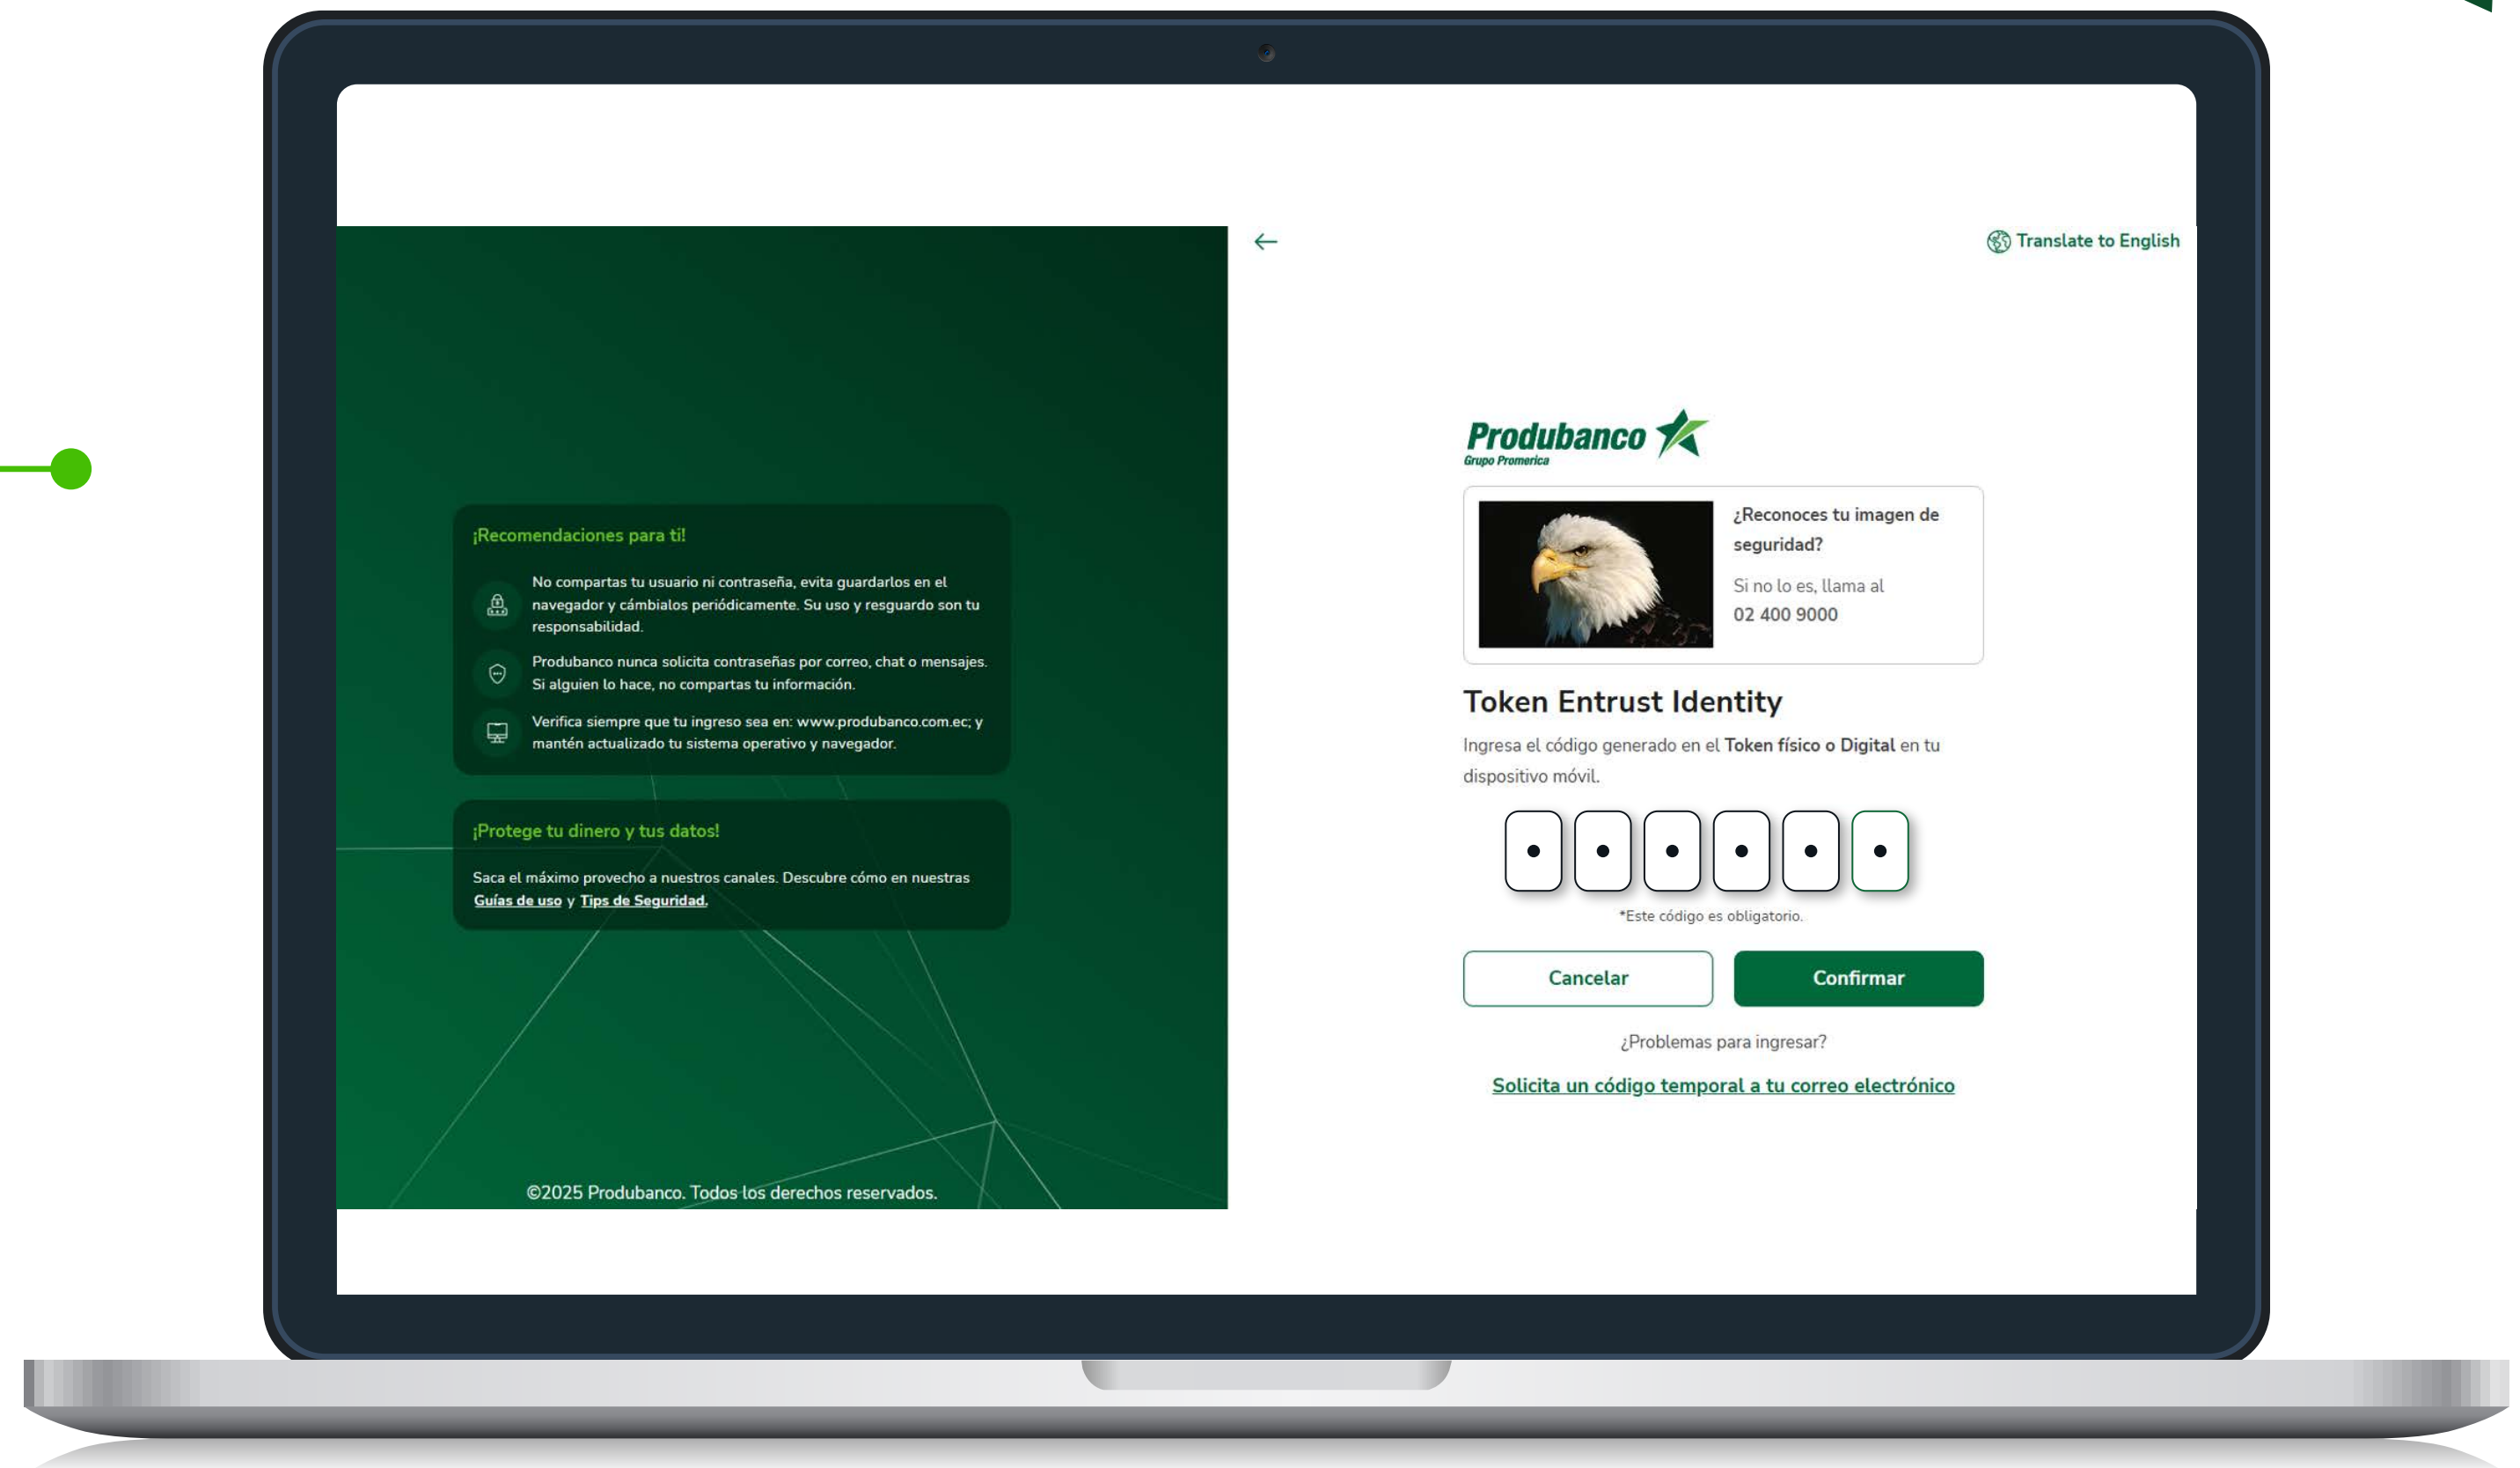 Translate to English
¡Recomendaciones para ti!
No compartas tu usuario ni contraseña, evita guardarlos en el
navegador y cámbialos periódicamente. Su uso y resguardo son tu
responsabilidad.
Produbanco nunca solicita contraseñas por correo, chat o mensajes.
Si alguien lo hace, no compartas tu información.
Verifica siempre que tu ingreso sea en: www.produbanco.com.ec; y
mantén actualizado tu sistema operativo y navegador.
¡Protege tu dinero y tus datos!
Saca el máximo provecho a nuestros canales. Descubre cómo en nuestras
Guías de uso y Tips de Seguridad.
©2025 Produbanco. Todos los derechos reservados.
Produbanco
Grupo Promerica
¿Reconoces tu imagen de
seguridad?
Si no lo es, llama al
02 400 9000
Token Entrust Identity
Ingresa el código generado en el Token físico o Digital en tu
dispositivo móvil.
*Este código es obligatorio.
Cancelar
Confirmar
¿Problemas para ingresar?
Solicita un código temporal a tu correo electrónico